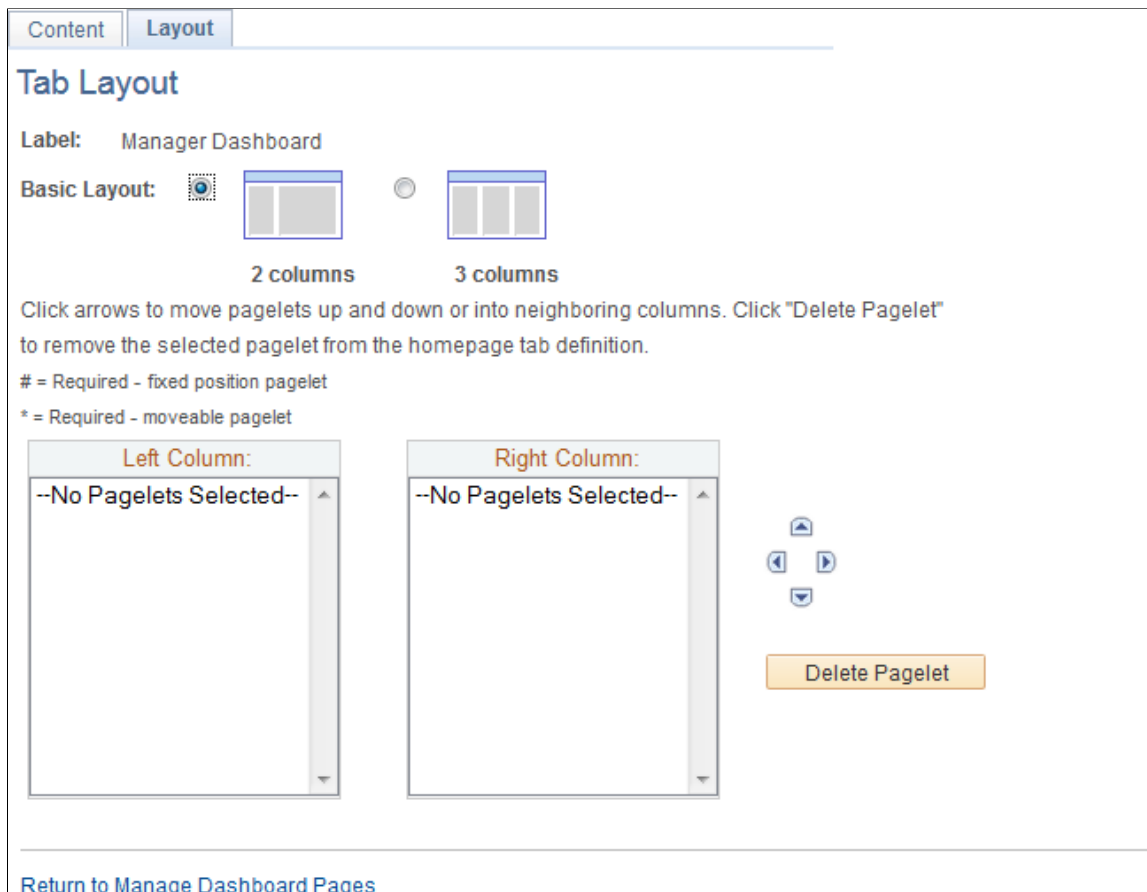 Content Layout
Tab Layout
Label: Manager Dashboard
Basic Layout:
2 columns 3 columns
Click arrows to move pagelets up and down or into neighboring columns. Click "Delete Pagelet"
to remove the selected pagelet from the homepage tab definition.
# = Required - fixed position pagelet
* = Required - moveable pagelet
Left Column: Right Column:
--No Pagelets Selected-- --No Pagelets Selected--
Delete Pagelet
Return to Manage Dashboard Pages